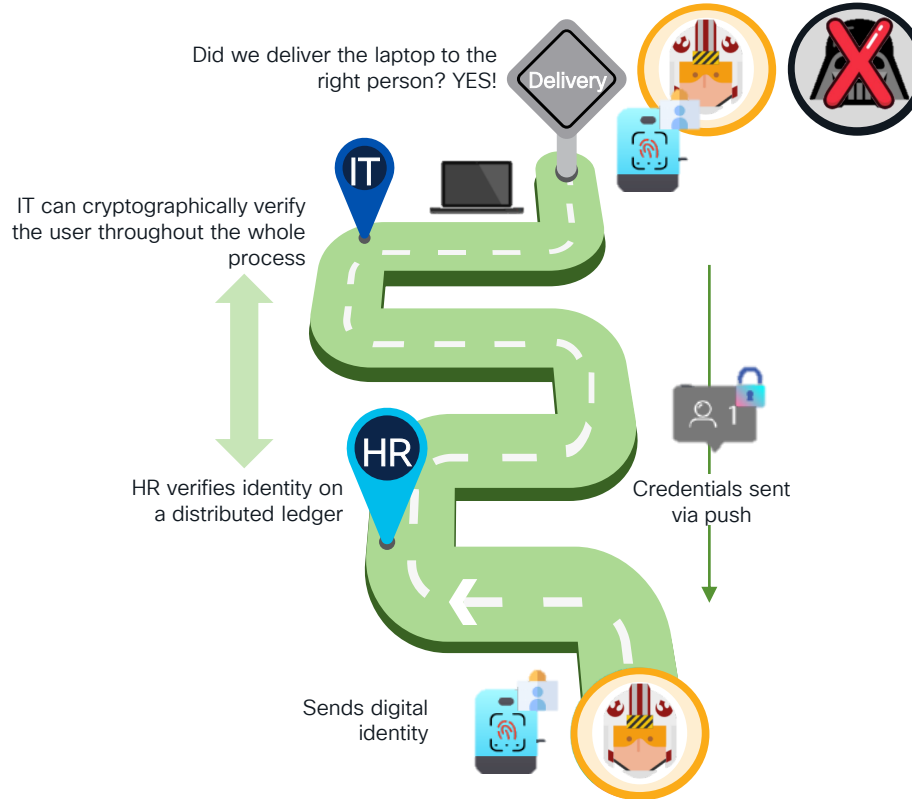 Did we deliver the laptop to the
right person? YES!
Delivery
IT
IT can cryptographically verify
the user throughout the whole
process
HR
1
HR verifies identity on
a distributed ledger
Credentials sent
via push
Sends digital
identity